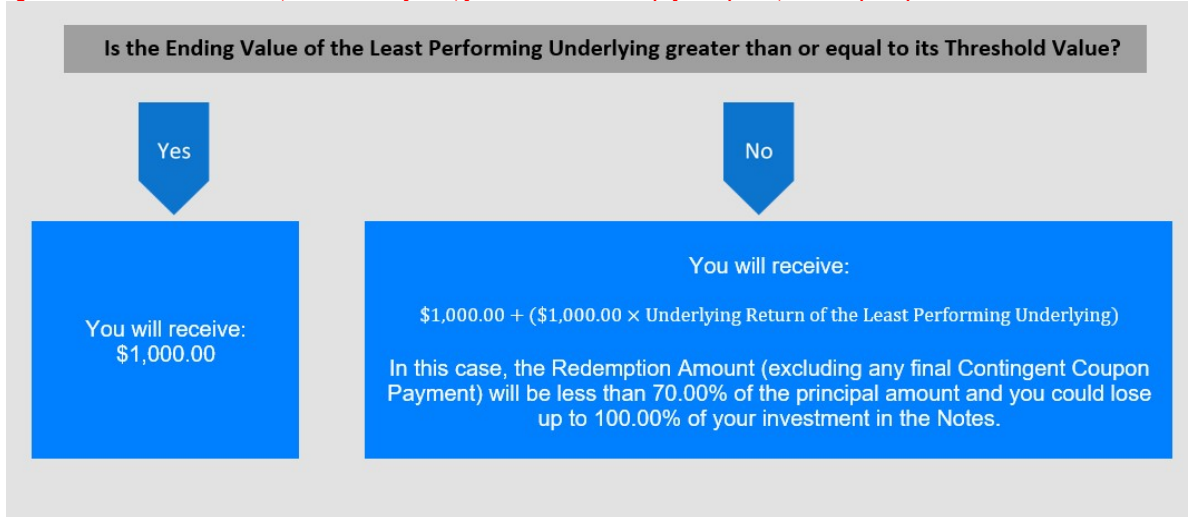 Is the Ending Value of the Least Performing Underlying greater than or equal to its Threshold Value?
Yes
No
You will receive:
$1,000.00
You will receive:
$1,000.00 + ($1,000.00 × Underlying Return of the Least Performing Underlying)
In this case, the Redemption Amount (excluding any final Contingent Coupon
Payment) will be less than 70.00% of the principal amount and you could lose
up to 100.00% of your investment in the Notes.